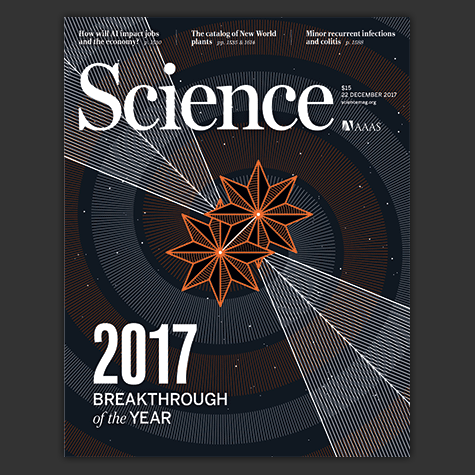 How will AI impact jobs
and the economy? p. 1530
The catalog of New World
plants pp. 1535 & 1614
Minor recurrent infections
and colitis p. 1588
Science
$15
22 DECEMBER 2017
sciencemag.org
AAAS
2017
BREAKTHROUGH
of the YEAR